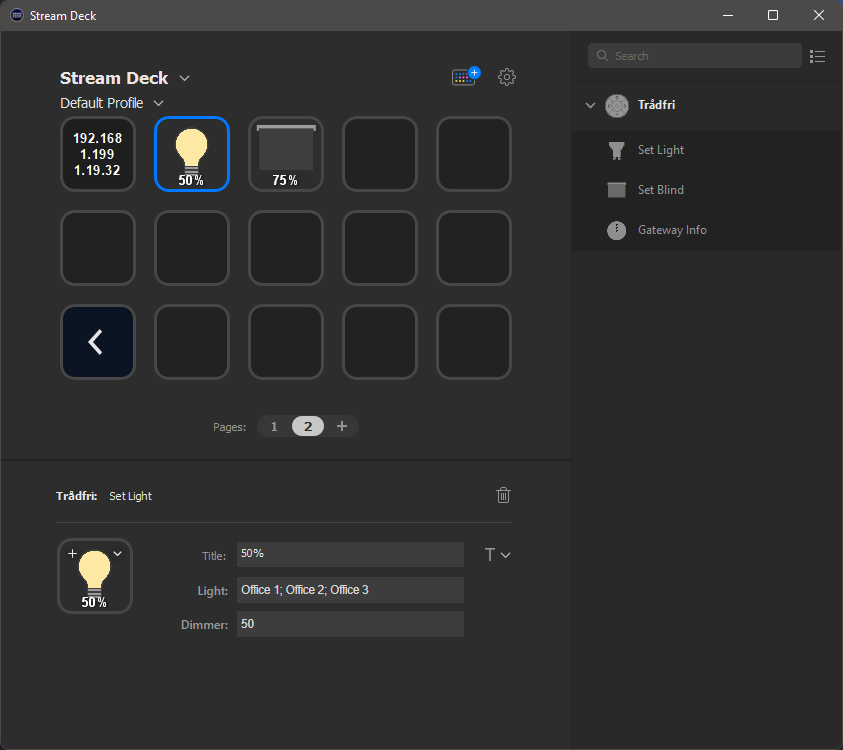 Stream Deck
Search
Stream Deck
Default Profile
Trådfri
192.168
1.199
1.19.32
50%
75%
Set Light
Set Blind
Gateway Info
Pages: 1 2 +
Trådfri: Set Light
Title: 50%
T
Light: Office 1; Office 2; Office 3
50%
Dimmer: 50